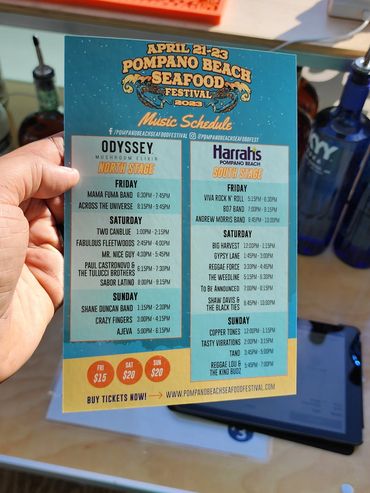 APRIL 21-23
POMPANO BEACH
SEAFOOD
FESTIVAL
2023
Music Schedule
/POMPANOBEACHSEAFOODFESTIVAL @POMPANOBEACHSEAFOODFEST
ODYSSEY
MUSHROOM ELIXIR
NORTH STAGE
FRIDAY
MAMA FUMA BAND 6:30PM - 7:45PM
ACROSS THE UNIVERSE 8:15PM - 9:45PM
SATURDAY
TWO CANBLUE 1:00PM - 2:15PM
FABULOUS FLEETWOODS 2:45PM - 4:00PM
MR. NICE GUY 4:30PM - 5:45PM
PAUL CASTRONOVO &
THE TULUCCI BROTHERS 6:15PM - 7:30PM
SABOR LATINO 8:00PM - 9:15PM
SUNDAY
SHANE DUNCAN BAND 1:15PM - 2:30PM
CRAZY FINGERS 3:00PM - 4:15PM
AJEVA 5:00PM - 6:15PM
Harrah's
POMPANO BEACH
SOUTH STAGE
FRIDAY
VIVA ROCK N' ROLL 5:15PM - 6:30PM
BO7 BAND 7:00PM - 8:15PM
ANDREW MORRIS BAND 8:45PM - 10:00PM
SATURDAY
BIG HARVEST 12:00PM - 1:15PM
GYPSY LANE 1:45PM - 3:00PM
REGGAE FORCE 3:30PM - 4:45PM
THE WEEDLINE 5:15PM - 6:30PM
TO BE ANNOUNCED 7:00PM - 8:15PM
SHAW DAVIS &
THE BLACK TIES 8:45PM - 10:00PM
SUNDAY
COPPER TONES 12:00PM - 1:15PM
TASTY VIBRATIONS 2:00PM - 3:15PM
TAND 3:45PM - 5:00PM
REGGAE LOU &
THE KING BUDZ 5:45PM - 7:00PM
FRI
$15
SAT
$20
SUN
$20
BUY TICKETS NOW! → WWW.POMPANOBEACHSEAFOODFESTIVAL.COM